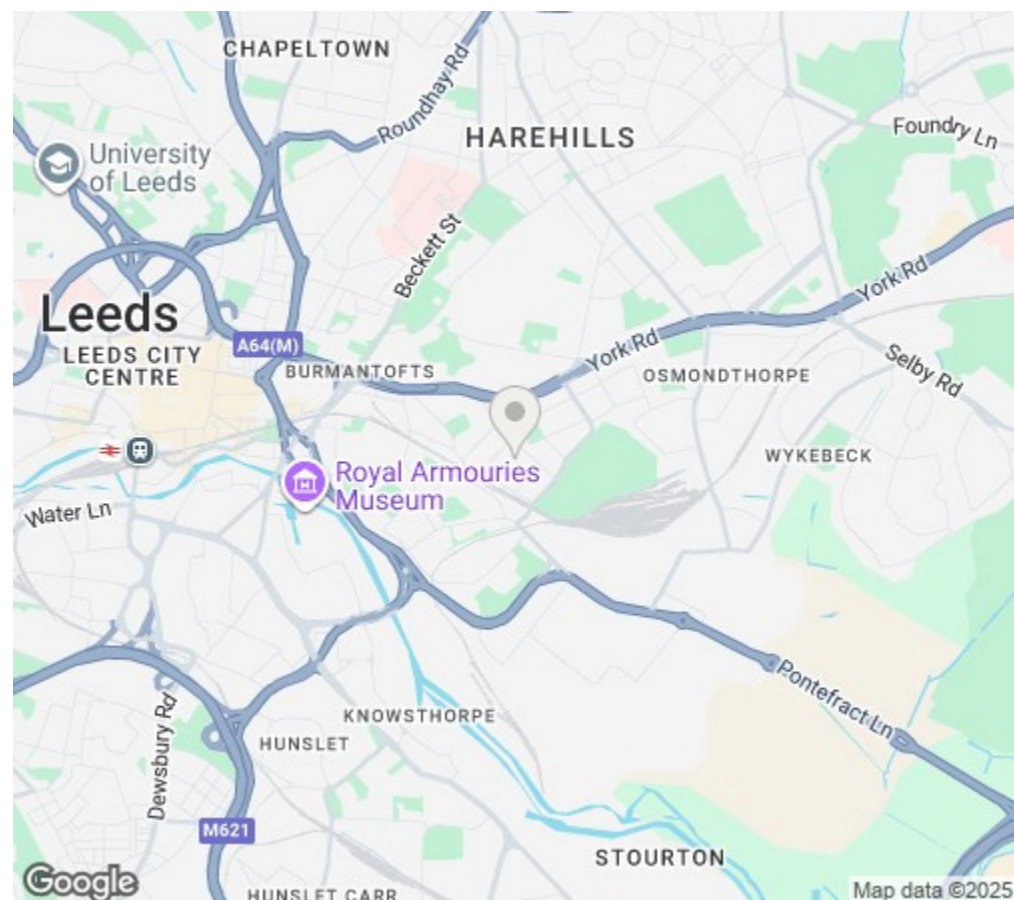 CHAPELTOWN
Roundhay Rd
HAREHILLS
Foundry Ln
University
of Leeds
Beckett St
York Rd
Leeds
A64(M)
LEEDS CITY
CENTRE
BURMANTOFTS
York Rd
OSMONDTHORPE
Selby Rd
WYKEBECK
Royal Armouries
Museum
Water Ln
Pontefract Ln
Dewsbury Rd
KNOWSTHORPE
HUNSLET
M621
STOURTON
Google
HUNSLET CARR
Map data ©2025